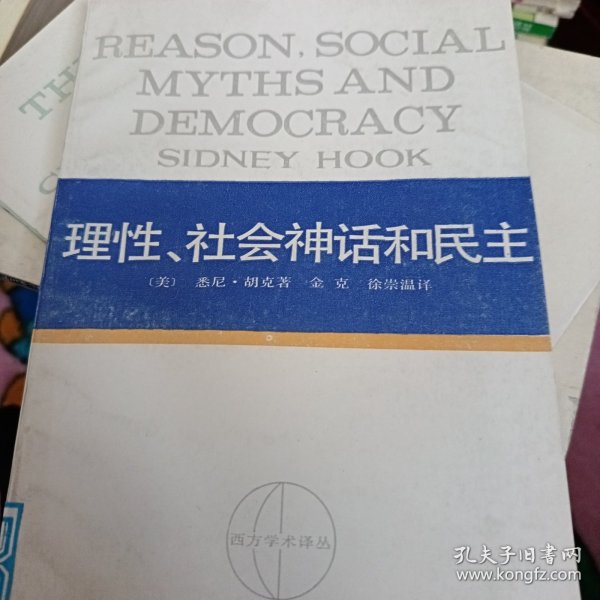 REASON, SOCIAL
MYTHS AND
DEMOCRACY
SIDNEY HOOK
理性、社会神话和民主
〔美〕 悉尼·胡克著 金 克 徐崇温译
西方学术译丛
孔夫子旧书网
www.kongfz.com
TH